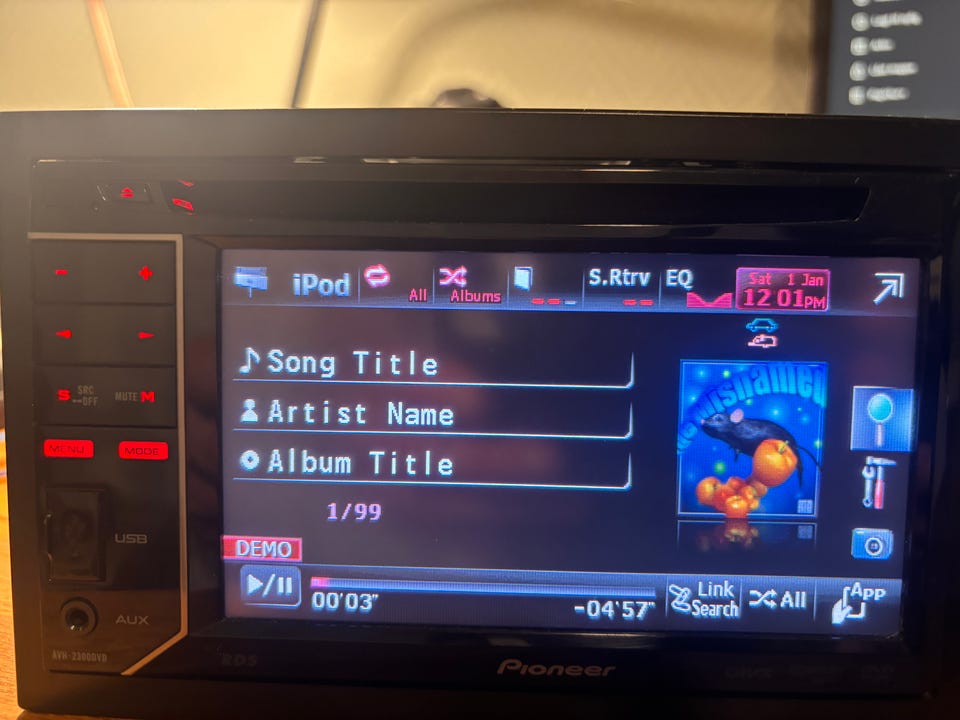 iPod
All
Albums
S.Rtrv
EQ
Sat 1 Jan
12 01PM
- +
Song Title
Artist Name
Album Title
S SRC OFF MUTE M
MENU MODE
1/99
USB
DEMO
00'03" -04'57"
Link Search
All
APP
AUX
AVH-2300DVD
RDS
Pioneer